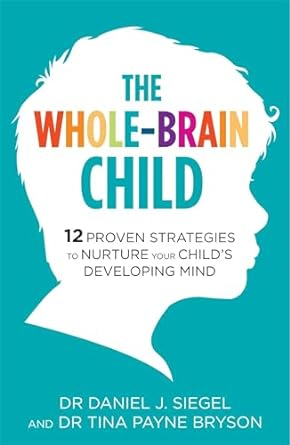 THE
WHOLE-BRAIN
CHILD
12 PROVEN STRATEGIES
TO NURTURE YOUR CHILD'S
DEVELOPING MIND
DR DANIEL J. SIEGEL
AND DR TINA PAYNE BRYSON